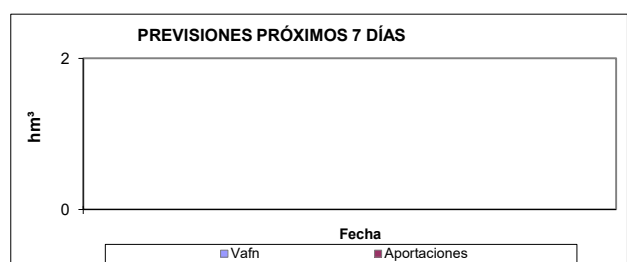 PREVISIONES PRÓXIMOS 7 DÍAS
2
hm³
0
Fecha
Vafn Aportaciones